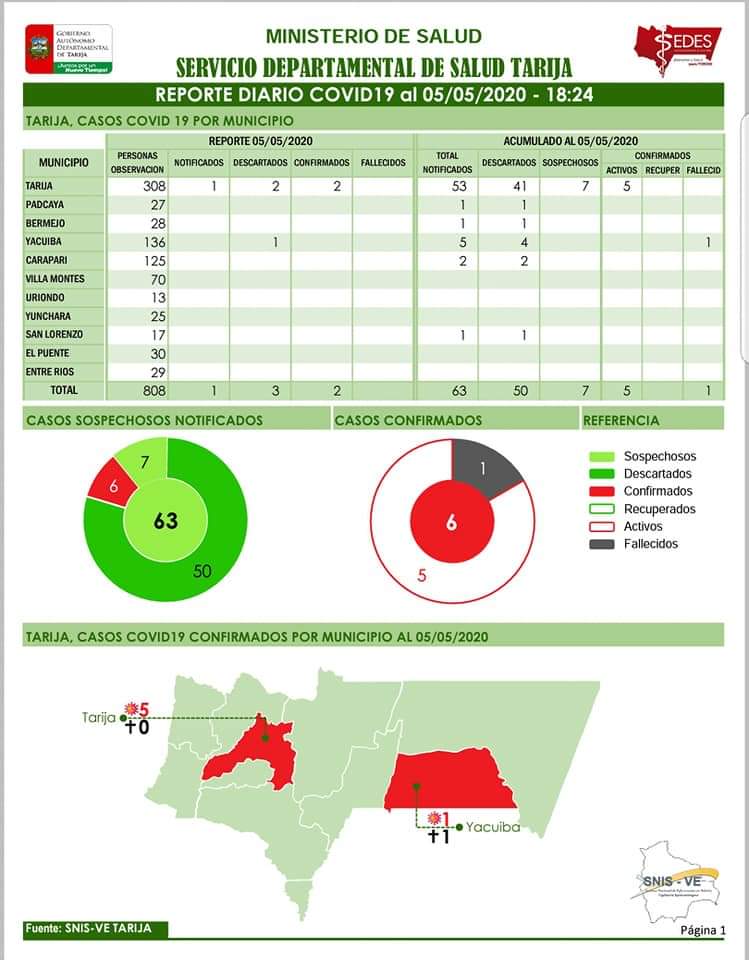 GOBIERNO
AUTÓNOMO
DEPARTAMENTAL
DE TARIJA
¡Juntos por un
Nuevo Tiempo!
MINISTERIO DE SALUD
SERVICIO DEPARTAMENTAL DE SALUD TARIJA
SEDES
REPORTE DIARIO COVID19 al 05/05/2020 - 18:24
TARIJA, CASOS COVID 19 POR MUNICIPIO
REPORTE 05/05/2020 ACUMULADO AL 05/05/2020
MUNICIPIO PERSONAS OBSERVACION NOTIFICADOS DESCARTADOS CONFIRMADOS FALLECIDOS TOTAL NOTIFICADOS DESCARTADOS SOSPECHOSOS CONFIRMADOS
ACTIVOS RECUPER FALLECID
TARIJA 308 1 2 2 53 41 7 5
PADCAYA 27 1 1
BERMEJO 28 1 1
YACUIBA 136 1 5 4 1
CARAPARI 125 2 2
VILLA MONTES 70
URIONDO 13
YUNCHARA 25
SAN LORENZO 17 1 1
EL PUENTE 30
ENTRE RIOS 29
TOTAL 808 1 3 2 63 50 7 5 1
CASOS SOSPECHOSOS NOTIFICADOS
7
6
63
50
CASOS CONFIRMADOS
1
6
5
REFERENCIA
Sospechosos
Descartados
Confirmados
Recuperados
Activos
Fallecidos
TARIJA, CASOS COVID19 CONFIRMADOS POR MUNICIPIO AL 05/05/2020
Tarija 5
0
1
1 Yacuiba
SNIS - VE
Fuente: SNIS-VE TARIJA
Página 1